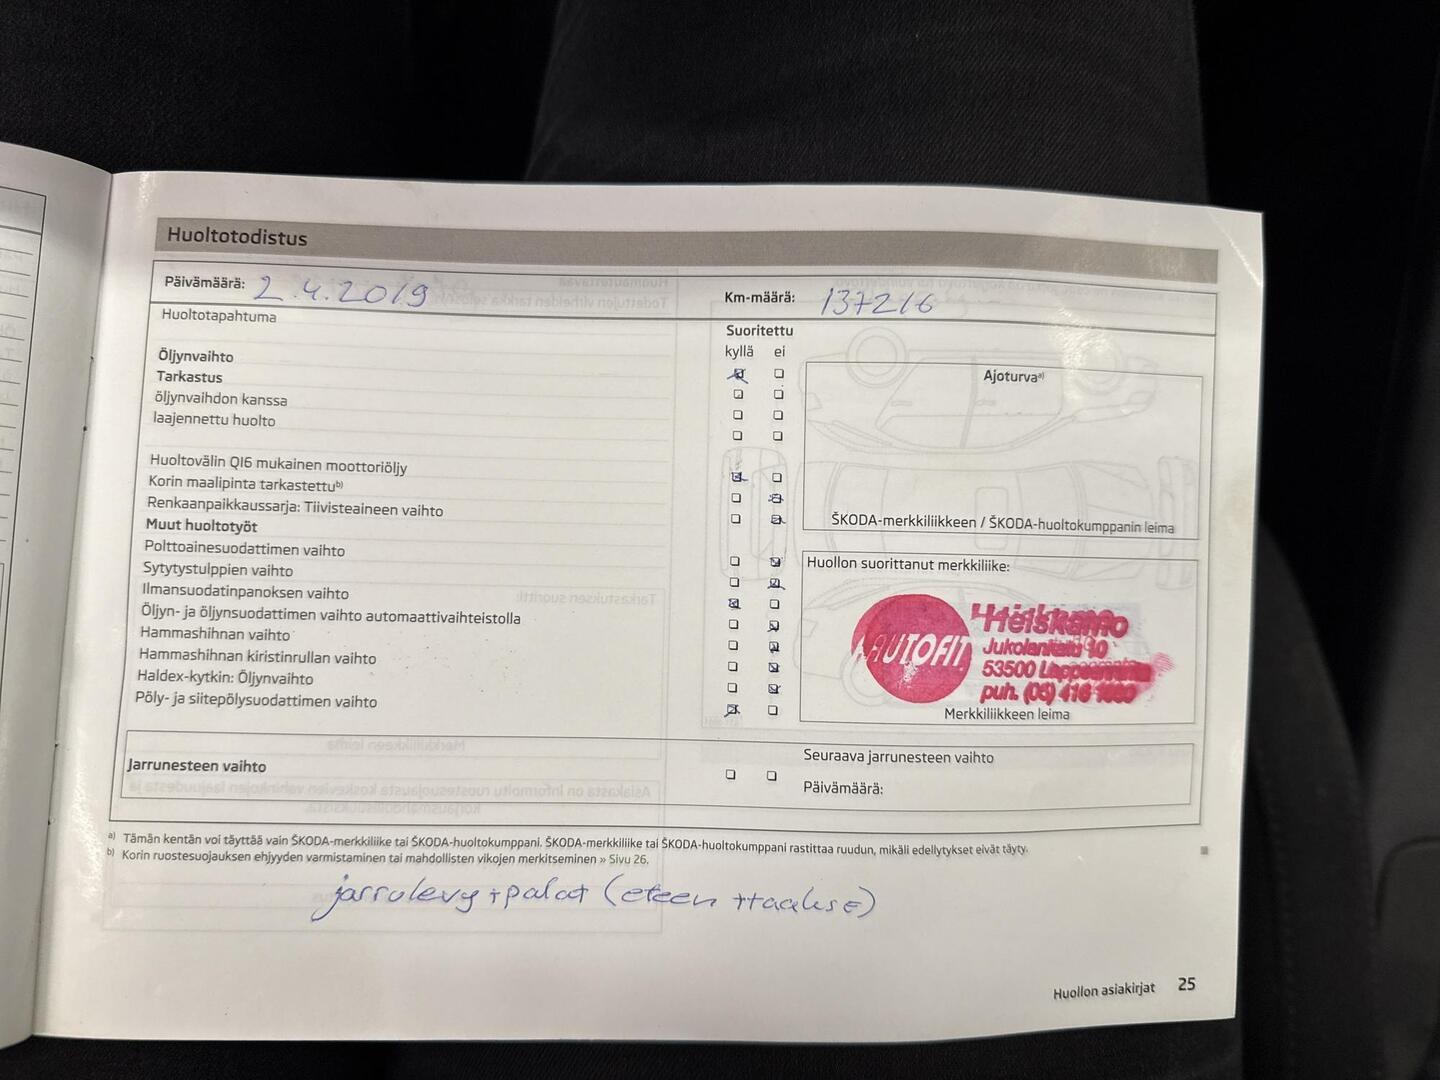 Huoltotodistus
Päivämäärä: 2.4.2019
Km-määrä: 137216
Huoltotapahtuma
Suoritettu
kyllä ei
Öljynvaihto
Tarkastus
öljynvaihdon kanssa
laajennettu huolto
Huoltovälin QI6 mukainen moottoriöljy
Korin maalipinta tarkastettu b)
Renkaanpaikkaussarja: Tiivisteaineen vaihto
Muut huoltotyöt
Polttoainesuodattimen vaihto
Sytytystulppien vaihto
Ilmansuodatinpanoksen vaihto
Öljyn- ja öljynsuodattimen vaihto automaattivaihteistolla
Hammashihnan vaihto
Hammashihnan kiristinrullan vaihto
Haldex-kytkin: Öljynvaihto
Pöly- ja siitepölysuodattimen vaihto
Ajoturva a)
ŠKODA-merkkiliikkeen / ŠKODA-huoltokumppanin leima
Huollon suorittanut merkkiliike:
AUTOFIT
Heiskamo
Jukolankatu 10
53500
puh. (05) 416
Merkkiliikkeen leima
Jarrunesteen vaihto
Seuraava jarrunesteen vaihto
Päivämäärä:
a) Tämän kentän voi täyttää vain ŠKODA-merkkiliike tai ŠKODA-huoltokumppani. ŠKODA-merkkiliike tai ŠKODA-huoltokumppani rastittaa ruudun, mikäli edellytykset eivät täyty.
b) Korin ruostesuojauksen ehjyyden varmistaminen tai mahdollisten vikojen merkitseminen » Sivu 26.
jarrulevy + palat (eteen + taakse)
Huollon asiakirjat 25